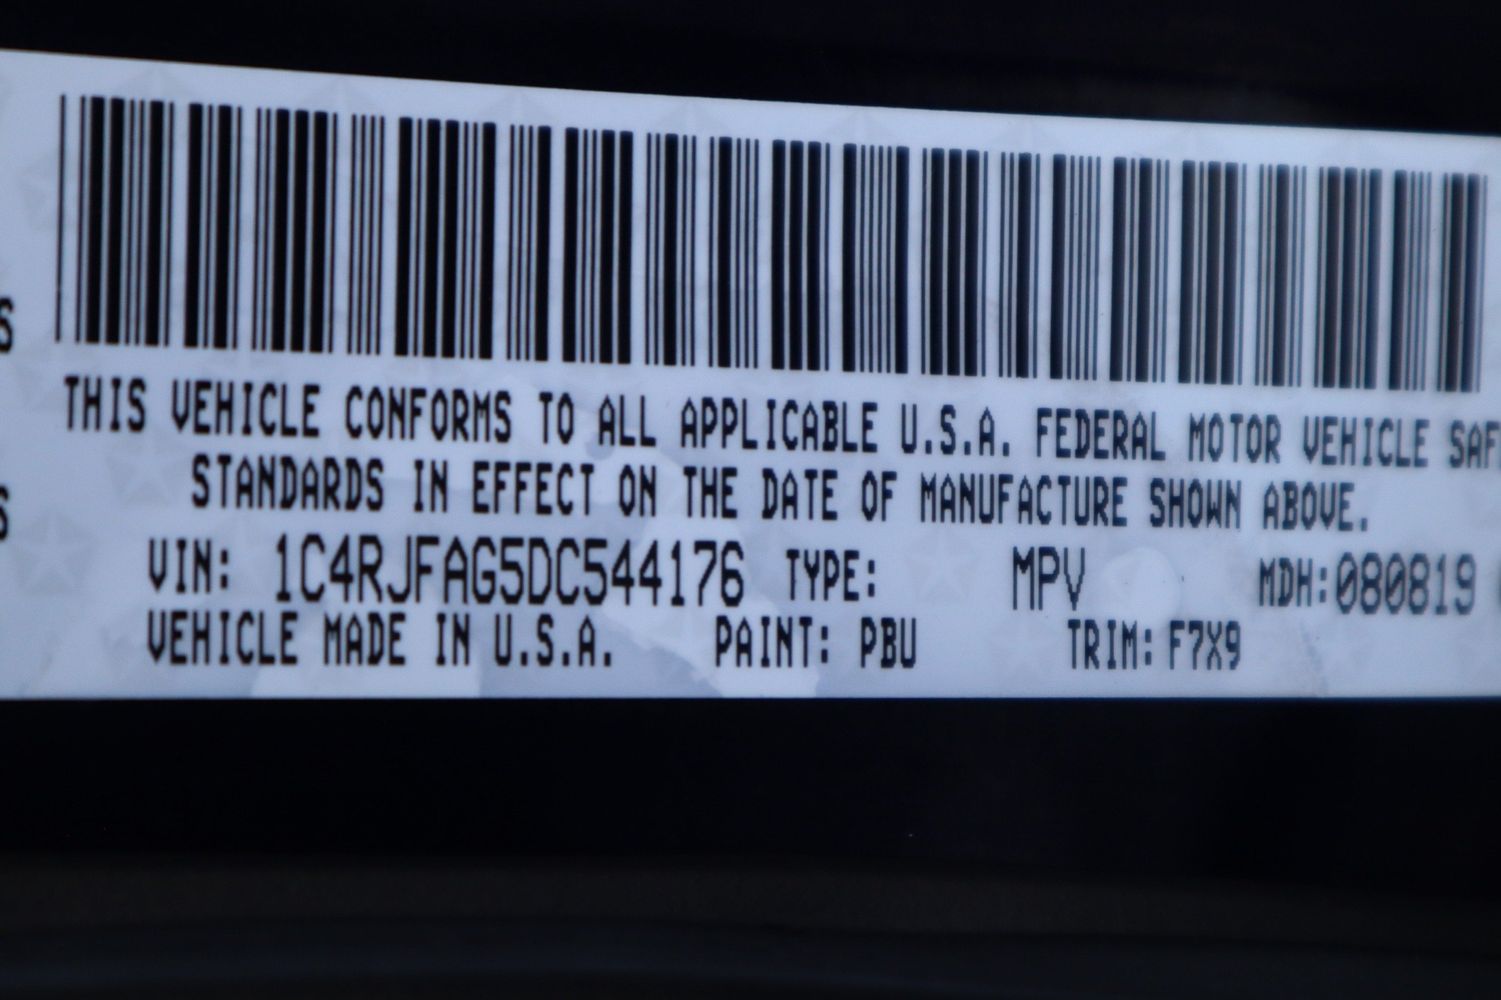 THIS VEHICLE CONFORMS TO ALL APPLICABLE U.S.A. FEDERAL MOTOR VEHICLE SAF
STANDARDS IN EFFECT ON THE DATE OF MANUFACTURE SHOWN ABOVE.
VIN: 1C4RJFAG5DC544176 TYPE: MPV MDH:080819
VEHICLE MADE IN U.S.A. PAINT: PBU TRIM: F7X9